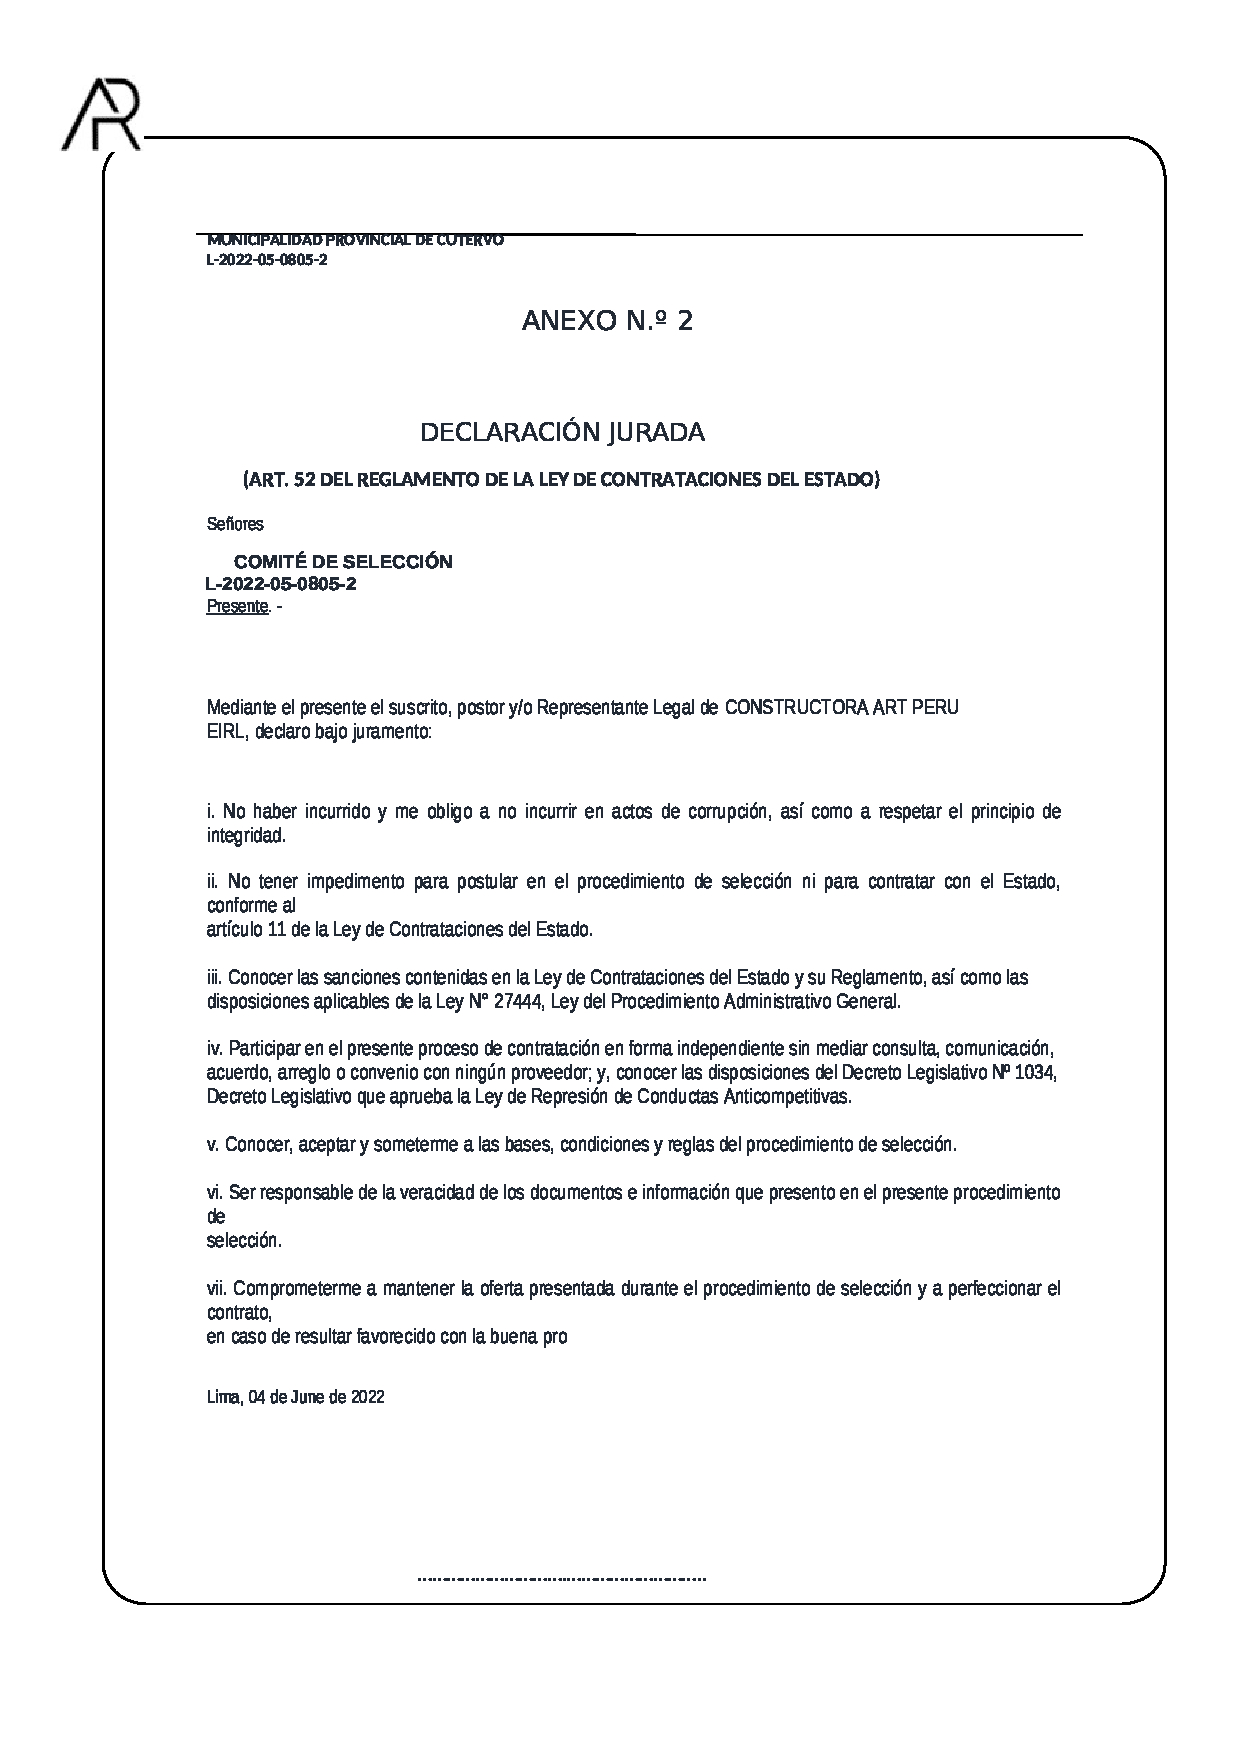 AR
MUNICIPALIDAD PROVINCIAL DE CUTERVO
L-2022-05-0805-2
ANEXO N.º 2
DECLARACIÓN JURADA
(ART. 52 DEL REGLAMENTO DE LA LEY DE CONTRATACIONES DEL ESTADO)
Señores
COMITÉ DE SELECCIÓN
L-2022-05-0805-2
Presente. -
Mediante el presente el suscrito, postor y/o Representante Legal de CONSTRUCTORA ART PERU
EIRL, declaro bajo juramento:
i. No haber incurrido y me obligo a no incurrir en actos de corrupción, así como a respetar el principio de
integridad.
ii. No tener impedimento para postular en el procedimiento de selección ni para contratar con el Estado,
conforme al
artículo 11 de la Ley de Contrataciones del Estado.
iii. Conocer las sanciones contenidas en la Ley de Contrataciones del Estado y su Reglamento, así como las
disposiciones aplicables de la Ley N° 27444, Ley del Procedimiento Administrativo General.
iv. Participar en el presente proceso de contratación en forma independiente sin mediar consulta, comunicación,
acuerdo, arreglo o convenio con ningún proveedor; y, conocer las disposiciones del Decreto Legislativo Nº 1034,
Decreto Legislativo que aprueba la Ley de Represión de Conductas Anticompetitivas.
v. Conocer, aceptar y someterme a las bases, condiciones y reglas del procedimiento de selección.
vi. Ser responsable de la veracidad de los documentos e información que presento en el presente procedimiento
de
selección.
vii. Comprometerme a mantener la oferta presentada durante el procedimiento de selección y a perfeccionar el
contrato,
en caso de resultar favorecido con la buena pro
Lima, 04 de June de 2022
………………………………………………….